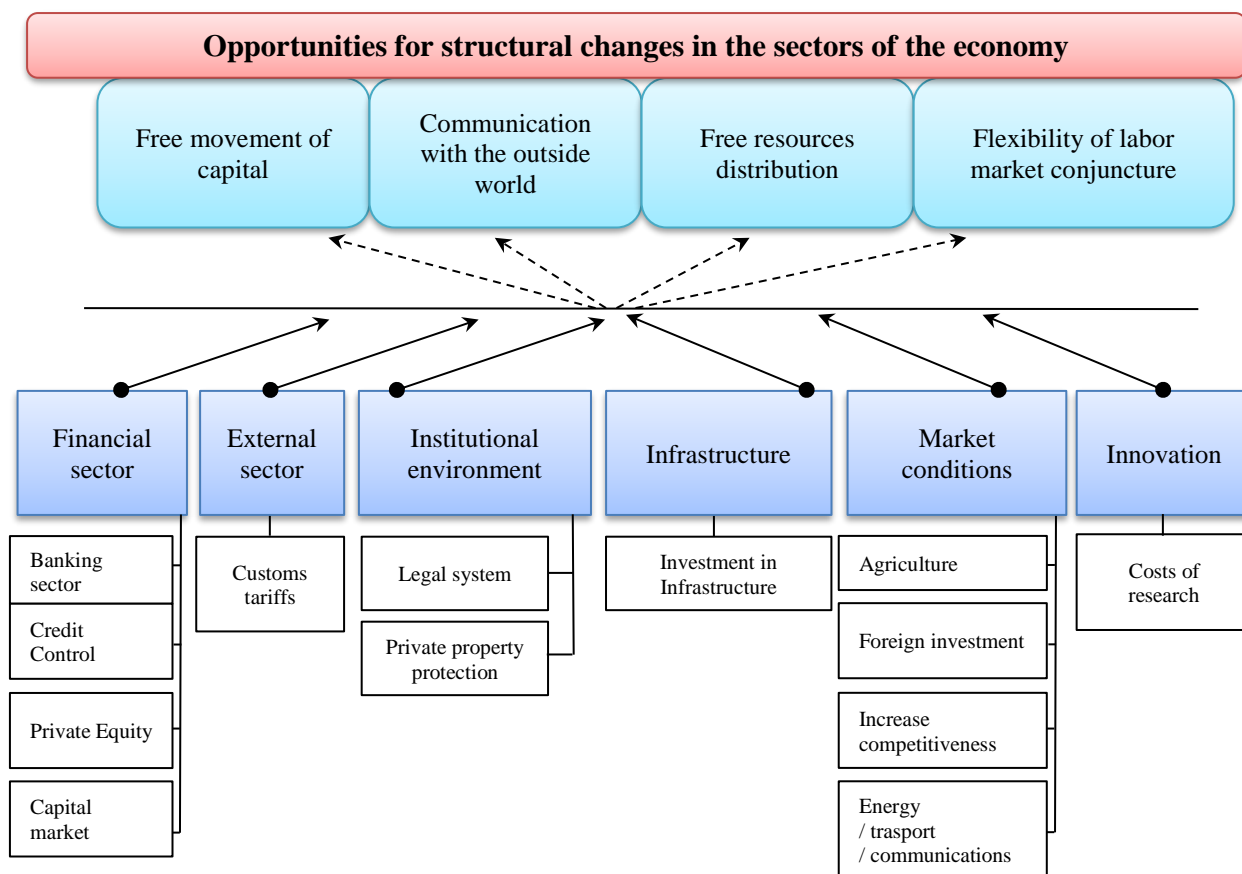 Opportunities for structural changes in the sectors of the economy
Free movement of
capital
Communication
with the outside
world
Free resources
distribution
Flexibility of labor
market conjuncture
Financial
sector
External
sector
Institutional
environment
Infrastructure
Market
conditions
Innovation
Banking
sector
Credit
Control
Private Equity
Capital
market
Customs
tariffs
Legal system
Private property
protection
Investment in
Infrastructure
Agriculture
Foreign investment
Increase
competitiveness
Energy
/ trasport
/ communications
Costs of
research